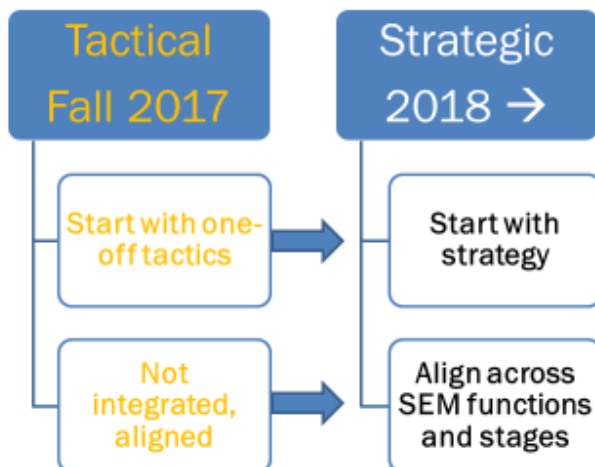 Tactical
Fall 2017
Strategic
2018 →
Start with one-
off tactics
Start with
strategy
Not
integrated,
aligned
Align across
SEM functions
and stages